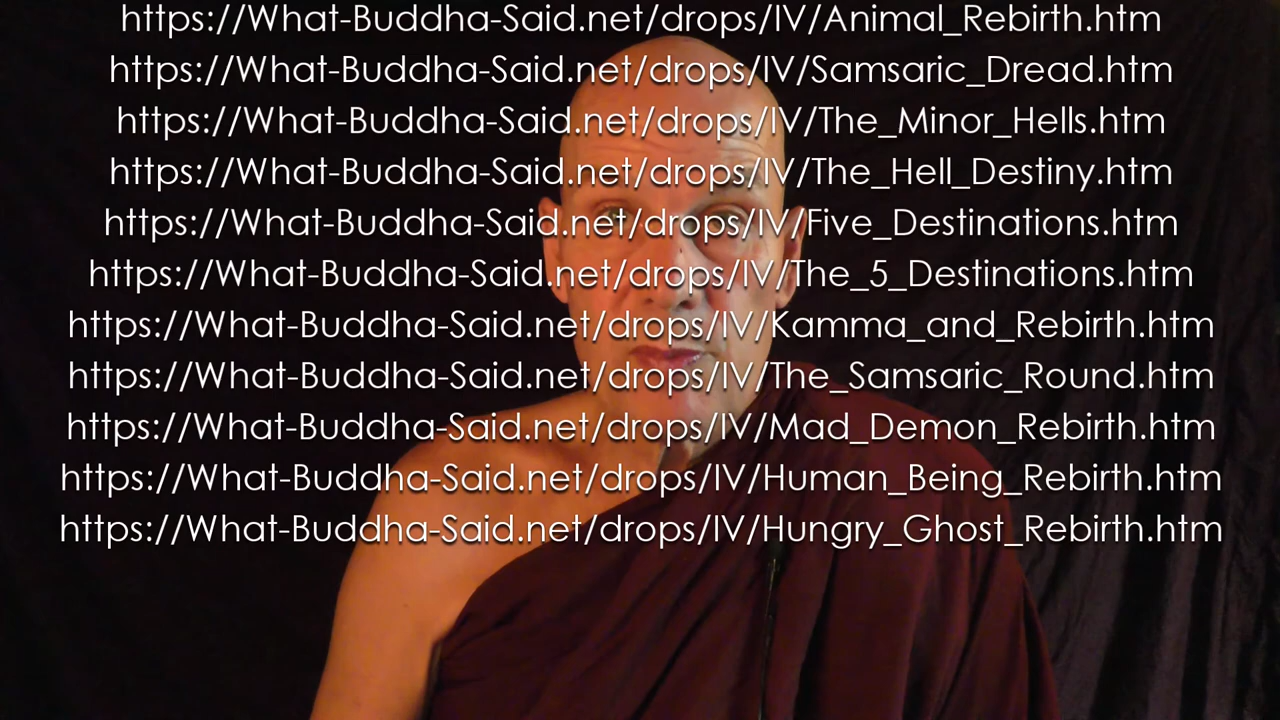 https://What-Buddha-Said.net/drops/IV/Animal_Rebirth.htm
https://What-Buddha-Said.net/drops/IV/Samsaric_Dread.htm
https://What-Buddha-Said.net/drops/IV/The_Minor_Hells.htm
https://What-Buddha-Said.net/drops/IV/The_Hell_Destiny.htm
https://What-Buddha-Said.net/drops/IV/Five_Destinations.htm
https://What-Buddha-Said.net/drops/IV/The_5_Destinations.htm
https://What-Buddha-Said.net/drops/IV/Kamma_and_Rebirth.htm
https://What-Buddha-Said.net/drops/IV/The_Samsaric_Round.htm
https://What-Buddha-Said.net/drops/IV/Mad_Demon_Rebirth.htm
https://What-Buddha-Said.net/drops/IV/Human_Being_Rebirth.htm
https://What-Buddha-Said.net/drops/IV/Hungry_Ghost_Rebirth.htm